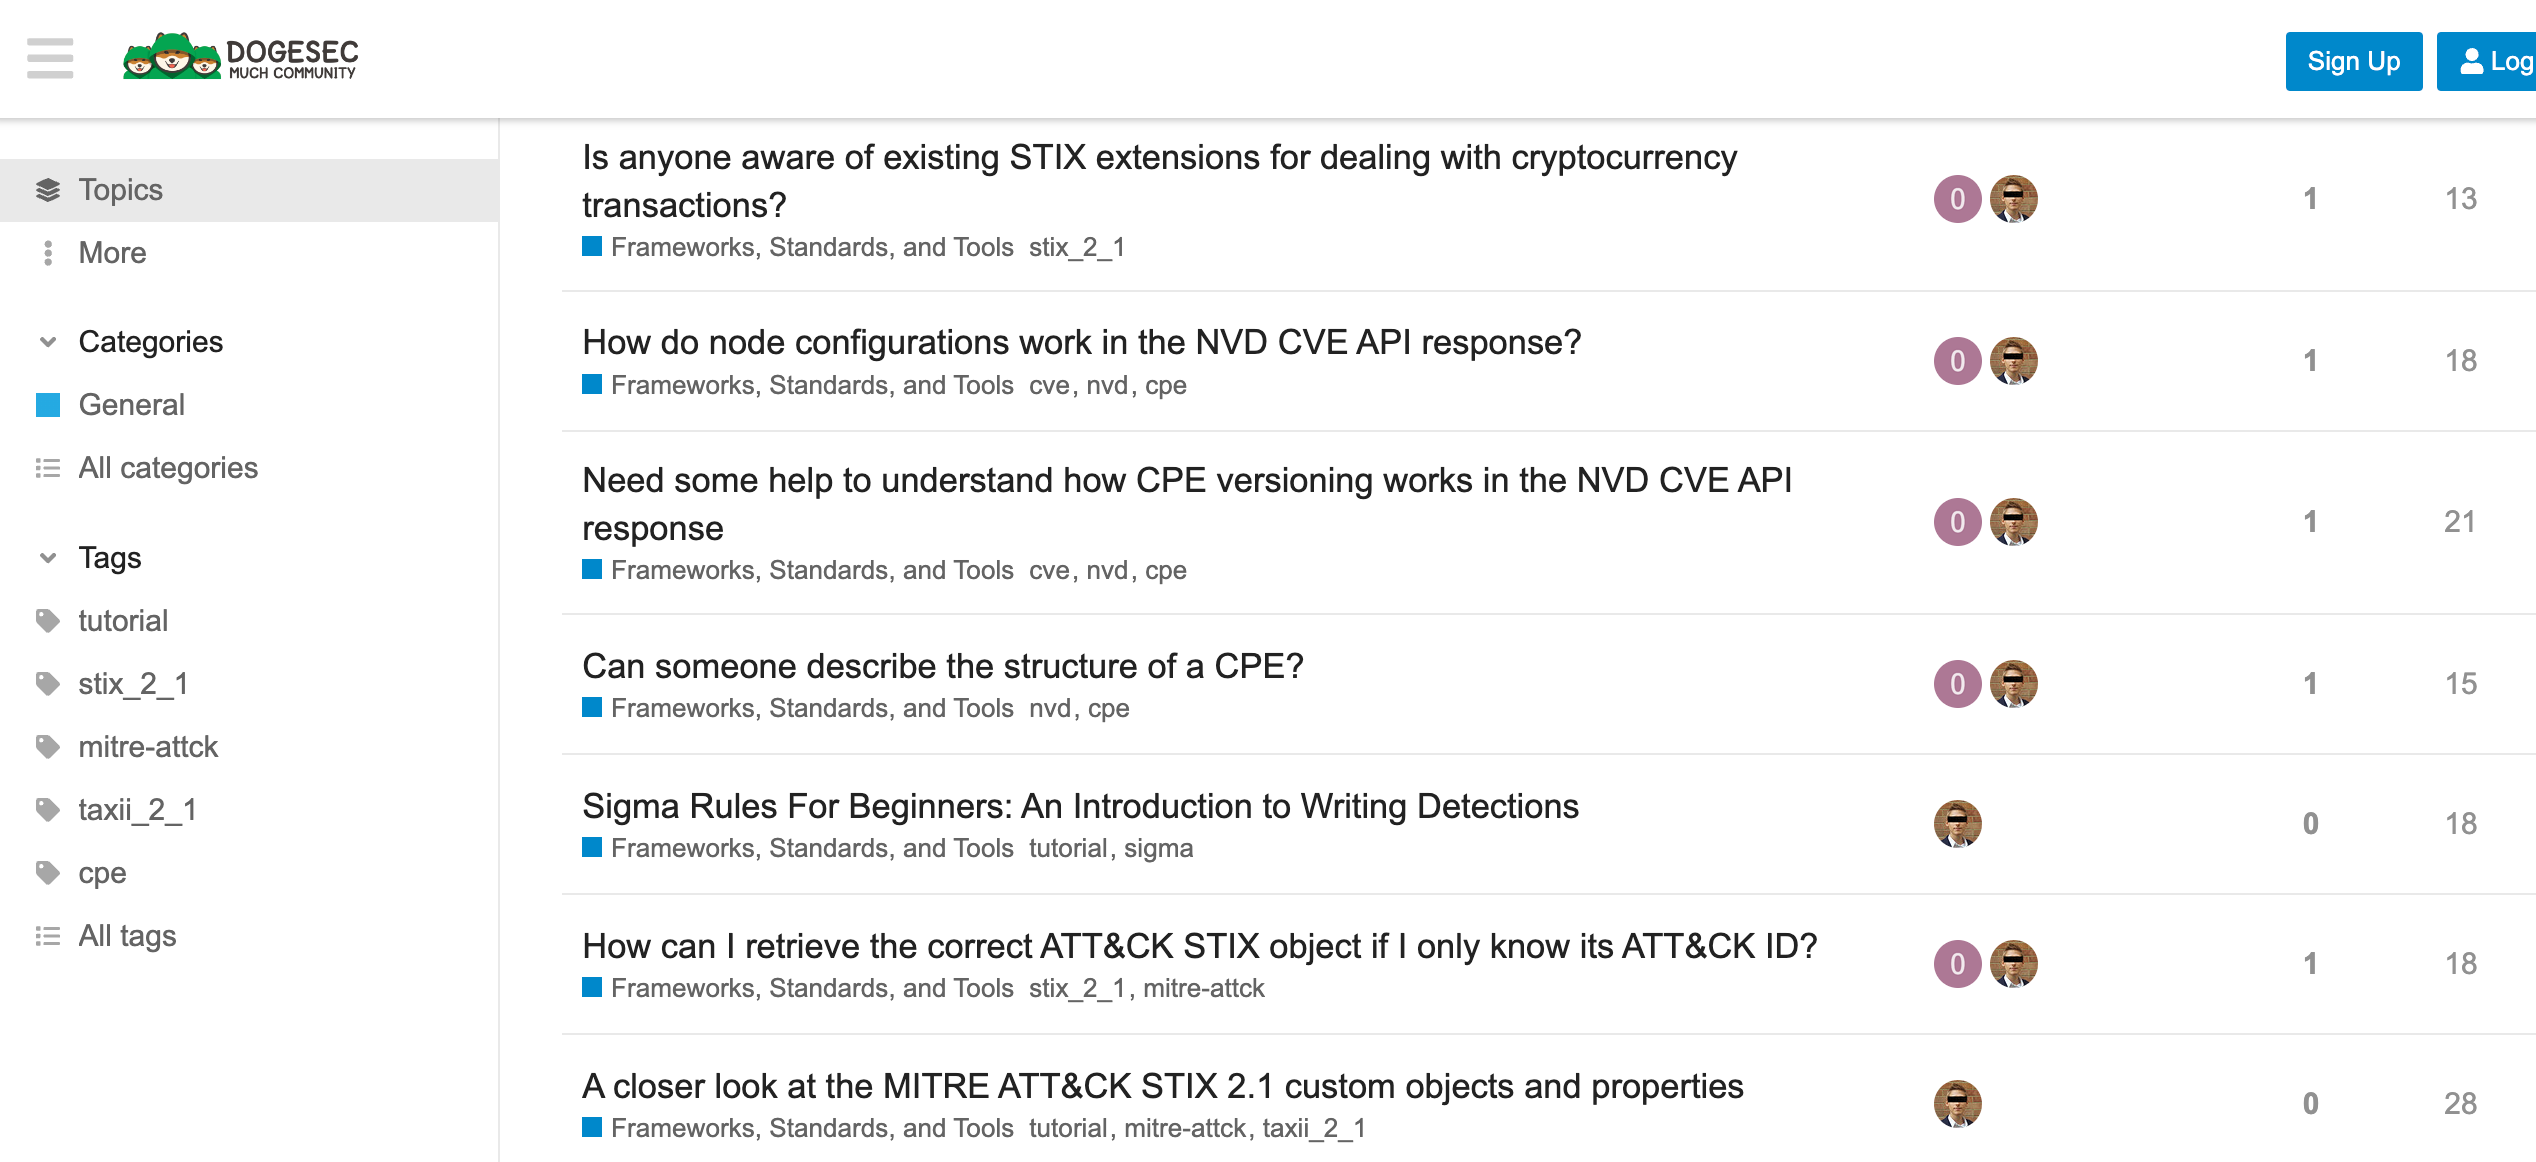 DOGESEC
MUCH COMMUNITY
Sign Up
Log
Topics
More
Categories
General
All categories
Tags
tutorial
stix_2_1
mitre-attck
taxii_2_1
cpe
All tags
Is anyone aware of existing STIX extensions for dealing with cryptocurrency
transactions?
Frameworks, Standards, and Tools stix_2_1
0 1 13
How do node configurations work in the NVD CVE API response?
Frameworks, Standards, and Tools cve, nvd, cpe
0 1 18
Need some help to understand how CPE versioning works in the NVD CVE API
response
Frameworks, Standards, and Tools cve, nvd, cpe
0 1 21
Can someone describe the structure of a CPE?
Frameworks, Standards, and Tools nvd, cpe
0 1 15
Sigma Rules For Beginners: An Introduction to Writing Detections
Frameworks, Standards, and Tools tutorial, sigma
0 18
How can I retrieve the correct ATT&CK STIX object if I only know its ATT&CK ID?
Frameworks, Standards, and Tools stix_2_1, mitre-attck
0 1 18
A closer look at the MITRE ATT&CK STIX 2.1 custom objects and properties
Frameworks, Standards, and Tools tutorial, mitre-attck, taxii_2_1
0 28